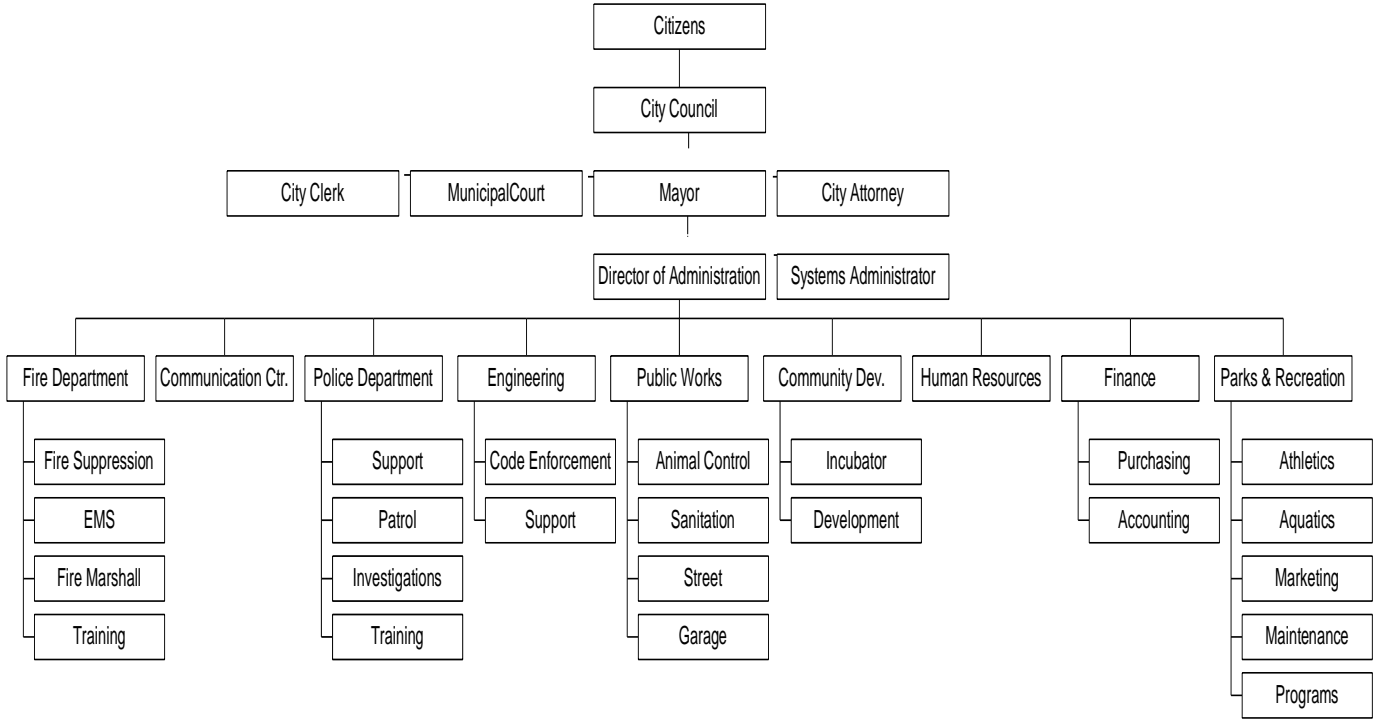 Citizens
City Council
City Clerk
MunicipalCourt
Mayor
City Attorney
Director of Administration
Systems Administrator
Fire Department
Communication Ctr.
Police Department
Engineering
Public Works
Community Dev.
Human Resources
Finance
Parks & Recreation
Fire Suppression
EMS
Fire Marshall
Training
Support
Patrol
Investigations
Training
Code Enforcement
Support
Animal Control
Sanitation
Street
Garage
Incubator
Development
Purchasing
Accounting
Athletics
Aquatics
Marketing
Maintenance
Programs